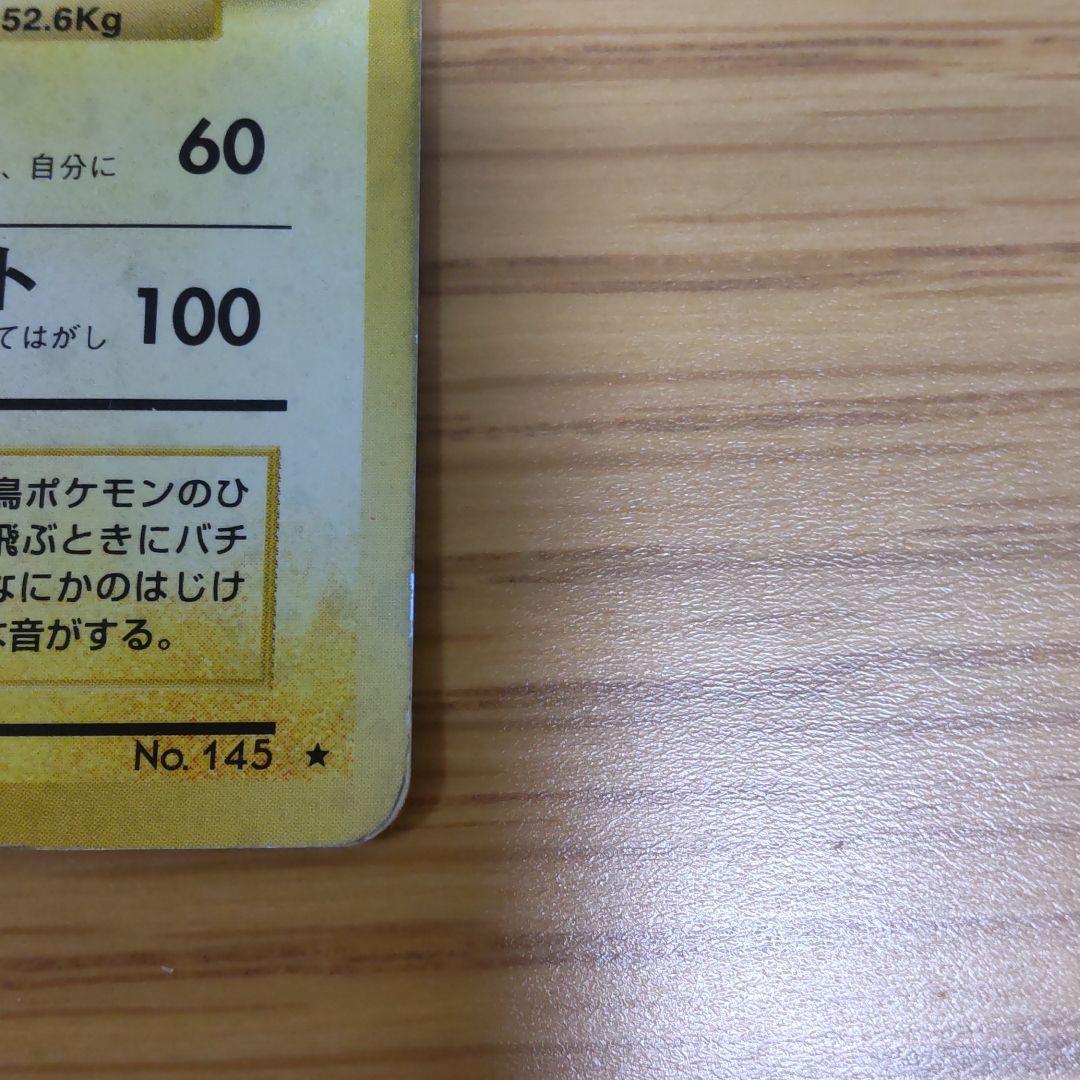 52.6Kg
60
、自分に
ト
100
てはがし
鳥ポケモンのひ
飛ぶときにバチ
なにかのはじけ
音がする。
No. 145 ★